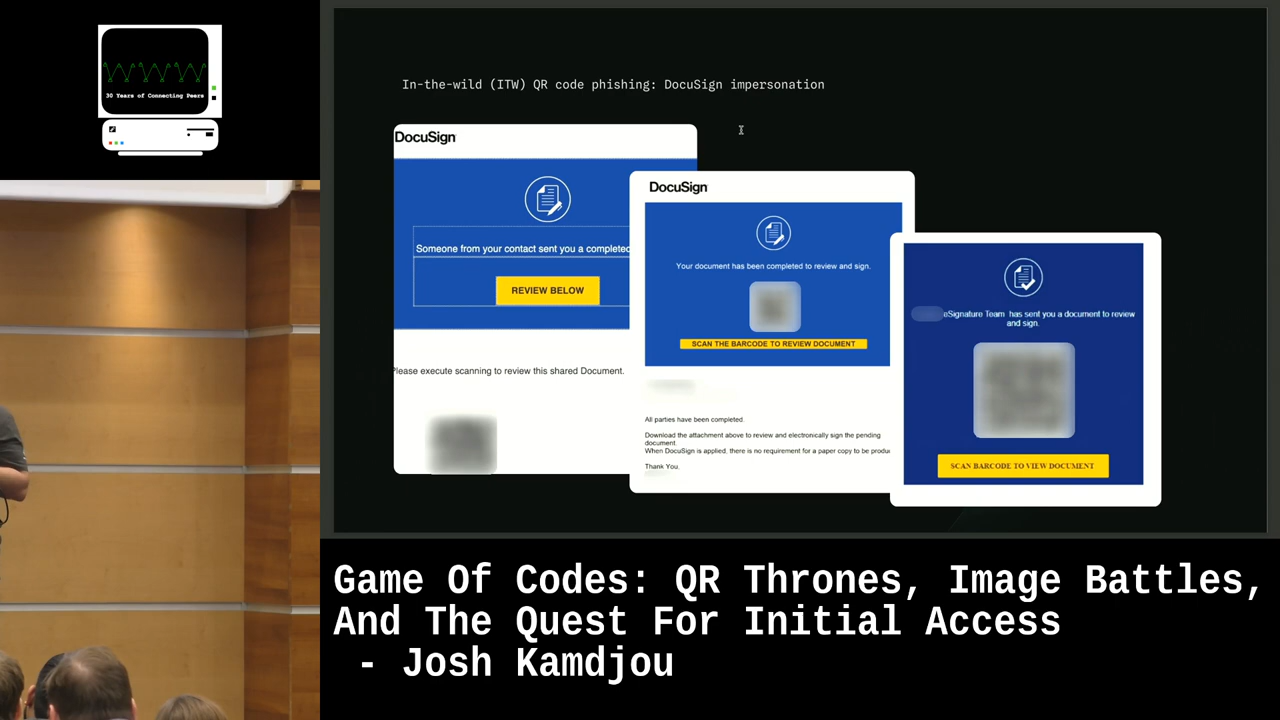 30 Years of Connecting Peers
In-the-wild (ITW) QR code phishing: DocuSign impersonation
DocuSign
Someone from your contact sent you a completed
REVIEW BELOW
Please execute scanning to review this shared Document.
DocuSign
Your document has been completed to review and sign.
SCAN THE BARCODE TO REVIEW DOCUMENT
All parties have been completed.
Download the attachment above to review and electronically sign the pending
document.
When DocuSign is applied, there is no requirement for a paper copy to be
Thank You.
eSignature Team has sent you a document to review
and sign.
SCAN BARCODE TO VIEW DOCUMENT
Game Of Codes: QR Thrones, Image Battles,
And The Quest For Initial Access
- Josh Kamdjou